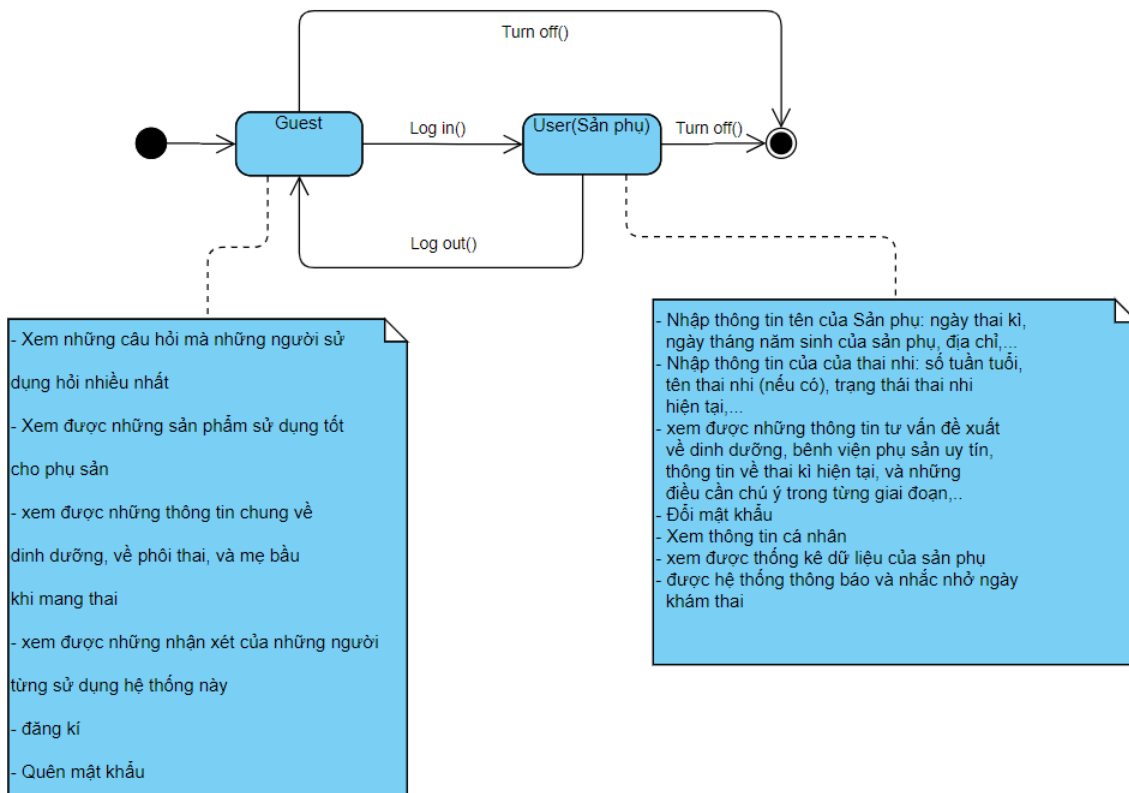 Turn off()
Guest
Log in()
User(Sản phụ)
Turn off()
Log out()
- Xem những câu hỏi mà những người sử
dụng hỏi nhiều nhất
- Xem được những sản phẩm sử dụng tốt
cho phụ sản
- xem được những thông tin chung về
dinh dưỡng, về phôi thai, và mẹ bầu
khi mang thai
- xem được những nhận xét của những người
từng sử dụng hệ thống này
- đăng kí
- Quên mật khẩu
- Nhập thông tin tên của Sản phụ: ngày thai kì,
ngày tháng năm sinh của sản phụ, địa chỉ,...
- Nhập thông tin của của thai nhi: số tuần tuổi,
tên thai nhi (nếu có), trạng thái thai nhi
hiện tại,...
- xem được những thông tin tư vấn đề xuất
về dinh dưỡng, bênh viện phụ sản uy tín,
thông tin về thai kì hiện tại, và những
điều cần chú ý trong từng giai đoạn,..
- Đổi mật khẩu
- Xem thông tin cá nhân
- xem được thống kê dữ liệu của sản phụ
- được hệ thống thông báo và nhắc nhở ngày
khám thai